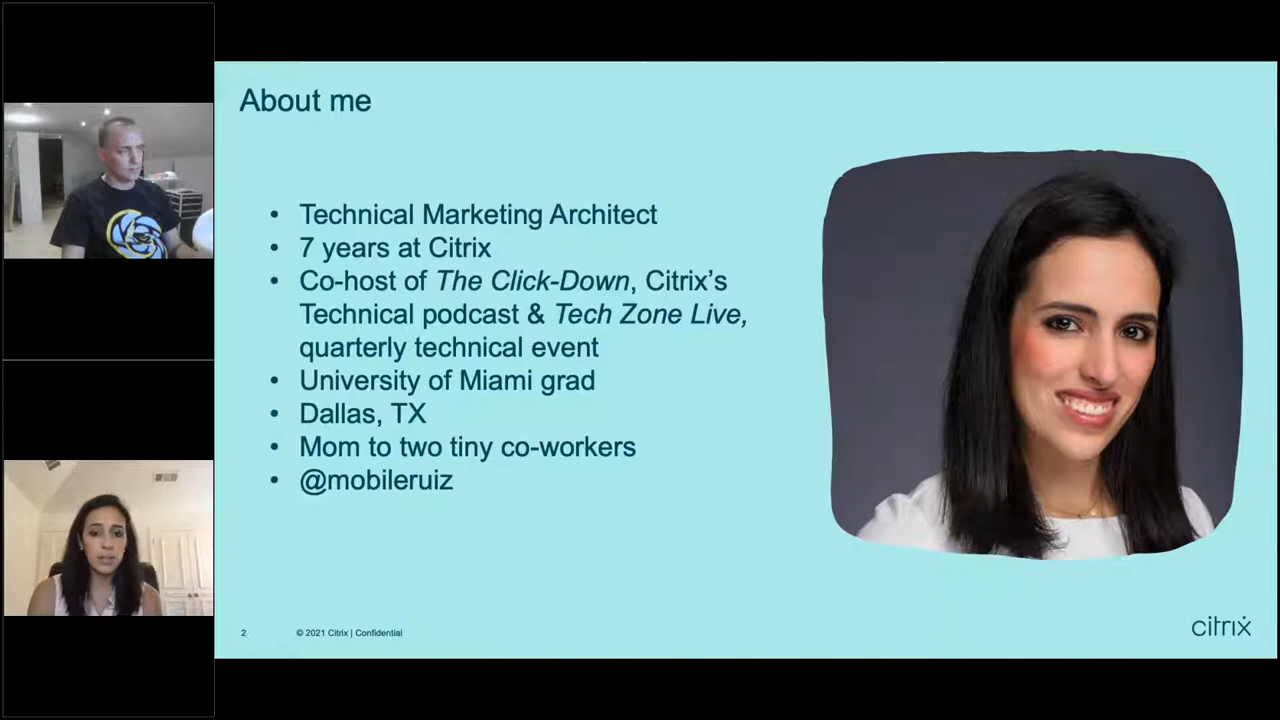 About me
• Technical Marketing Architect
• 7 years at Citrix
• Co-host of The Click-Down, Citrix’s
Technical podcast & Tech Zone Live,
quarterly technical event
• University of Miami grad
• Dallas, TX
• Mom to two tiny co-workers
• @mobileruiz
2
© 2021 Citrix | Confidential
citrix